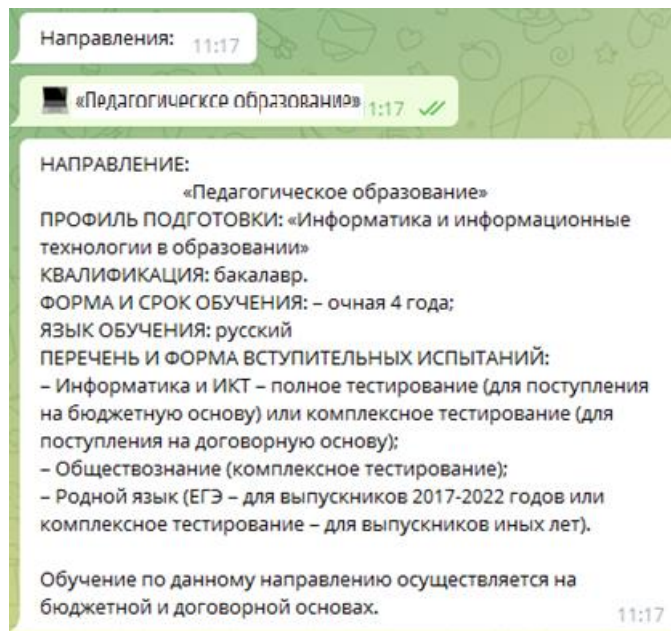 Направления: 11:17
«Педагогическсе образование» 1:17
НАПРАВЛЕНИЕ:
«Педагогическое образование»
ПРОФИЛЬ ПОДГОТОВКИ: «Информатика и информационные
технологии в образовании»
КВАЛИФИКАЦИЯ: бакалавр.
ФОРМА И СРОК ОБУЧЕНИЯ: – очная 4 года;
ЯЗЫК ОБУЧЕНИЯ: русский
ПЕРЕЧЕНЬ И ФОРМА ВСТУПИТЕЛЬНЫХ ИСПЫТАНИЙ:
– Информатика и ИКТ – полное тестирование (для поступления
на бюджетную основу) или комплексное тестирование (для
поступления на договорную основу);
– Обществознание (комплексное тестирование);
– Родной язык (ЕГЭ – для выпускников 2017-2022 годов или
комплексное тестирование – для выпускников иных лет).
Обучение по данному направлению осуществляется на
бюджетной и договорной основах. 11:17